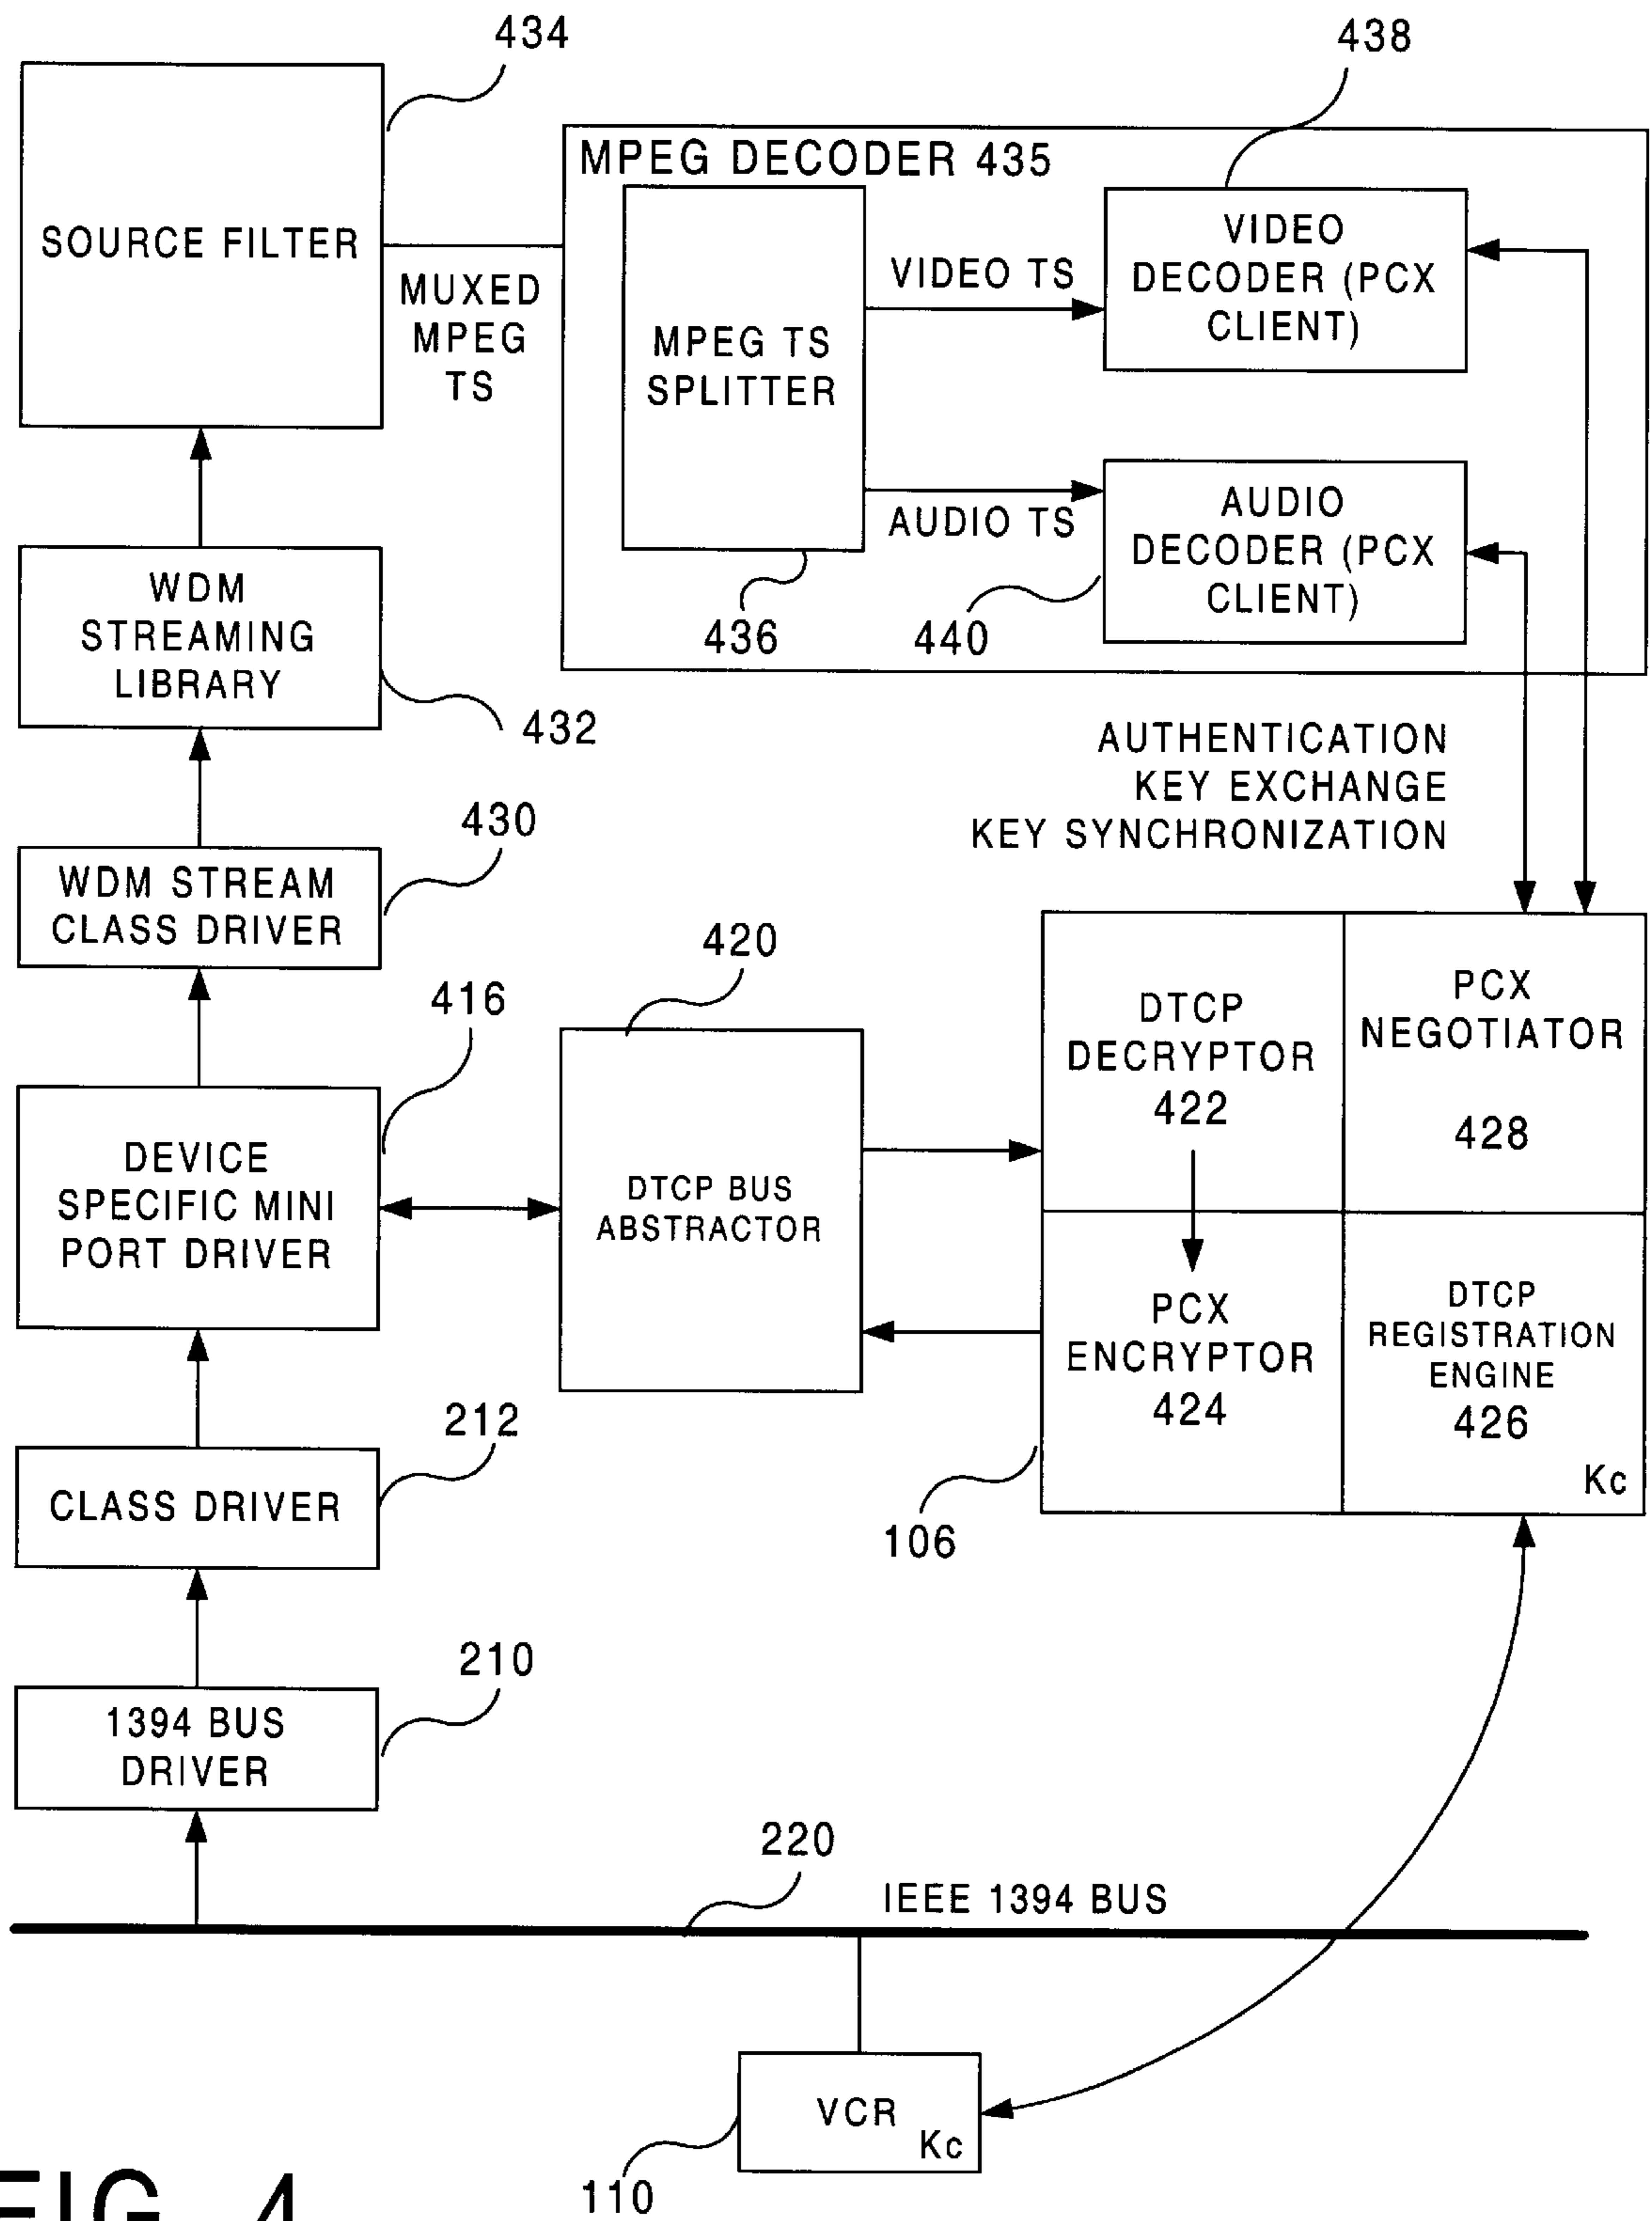 434
438
SOURCE FILTER
MUXED
MPEG
TS
MPEG DECODER 435
MPEG TS
SPLITTER
436
VIDEO TS
AUDIO TS
VIDEO
DECODER (PCX
CLIENT)
AUDIO
DECODER (PCX
CLIENT)
440
WDM
STREAMING
LIBRARY
432
AUTHENTICATION
KEY EXCHANGE
KEY SYNCHRONIZATION
430
WDM STREAM
CLASS DRIVER
416
420
DEVICE
SPECIFIC MINI
PORT DRIVER
DTCP BUS
ABSTRACTOR
DTCP
DECRYPTOR
422
PCX
NEGOTIATOR
428
PCX
ENCRYPTOR
424
DTCP
REGISTRATION
ENGINE
426
Kc
106
212
CLASS DRIVER
210
1394 BUS
DRIVER
220
IEEE 1394 BUS
VCR
Kc
110
FIG. 4